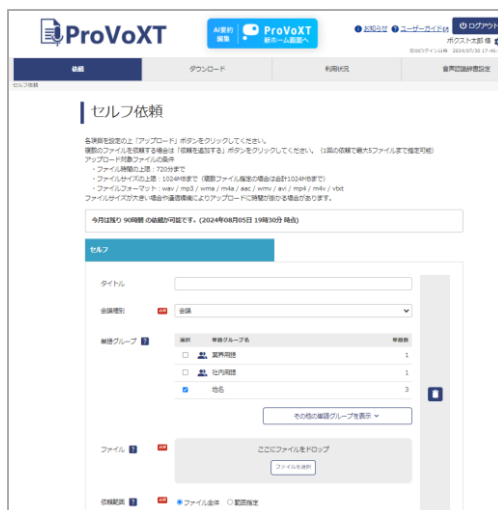 ProVoXT
AI要約
編集
ProVoXT
新ホーム画面へ
お知らせ
ユーザーガイド
ログアウト
ボクスト太郎 様
依頼
ダウンロード
利用状況
音声認識辞書設定
セルフ依頼
セルフ依頼
各項目を設定の上「アップロード」ボタンをクリックしてください。
複数のファイルを依頼する場合は「依頼を追加する」ボタンをクリックしてください。(1回の依頼で最大5ファイルまで指定可能)
アップロード対象ファイルの条件
・ファイル時間の上限:720分まで
・ファイルサイズの上限:1024MBまで(複数ファイル指定の場合は合計1024MBまで)
・ファイルフォーマット:wav / mp3 / wma / m4a / aac / wmv / avi / mp4 / m4v / vbxt
ファイルサイズが大きい場合や通信環境によりアップロードに時間が掛かる場合があります。
今月は残り 90時間 の依頼が可能です。(2024年08月05日 19時30分 時点)
セルフ
タイトル
会議種別 必須 会議
単語グループ ?
選択 単語グループ名 単語数
業界用語 1
社内用語 1
地名 3
その他の単語グループを表示
ファイル ? 必須
ここにファイルをドロップ
ファイルを選択
依頼範囲 ? 必須 ファイル全体 範囲指定